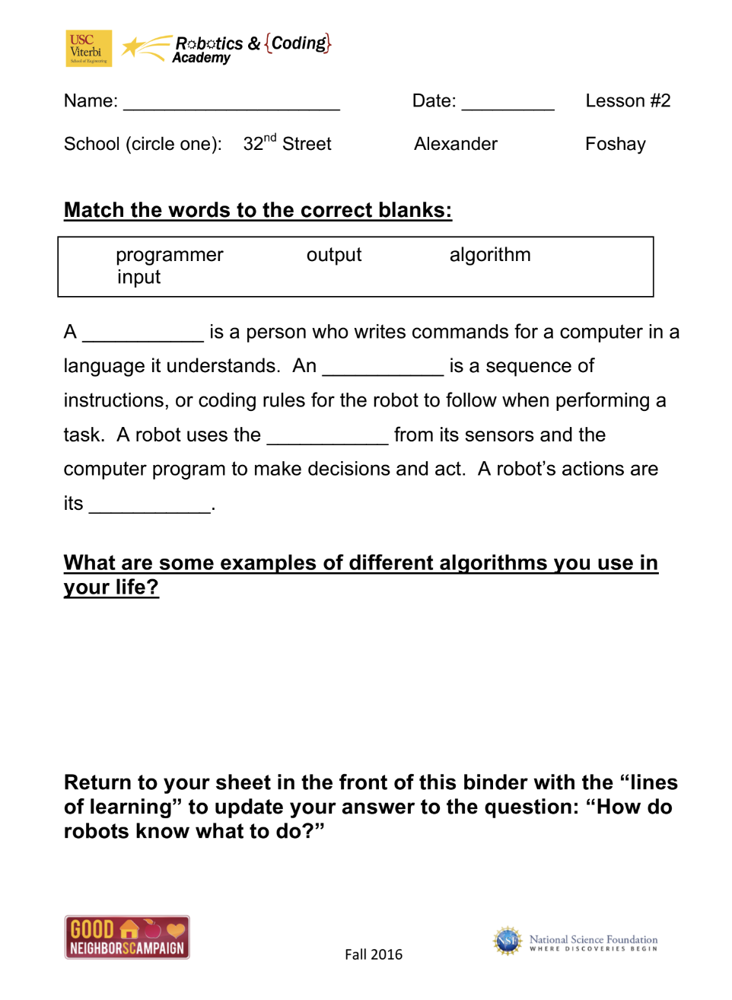 USC
Viterbi
School of Engineering
Robotics & {Coding}
Academy
Name: _____________________ Date: _________ Lesson #2
School (circle one): 32nd Street Alexander Foshay
Match the words to the correct blanks:
programmer output algorithm
input
A ___________ is a person who writes commands for a computer in a
language it understands. An ___________ is a sequence of
instructions, or coding rules for the robot to follow when performing a
task. A robot uses the ___________ from its sensors and the
computer program to make decisions and act. A robot’s actions are
its ___________.
What are some examples of different algorithms you use in
your life?
Return to your sheet in the front of this binder with the “lines
of learning” to update your answer to the question: “How do
robots know what to do?”
GOOD
NEIGHBORSCAMPAIGN
Fall 2016
NSF
National Science Foundation
WHERE DISCOVERIES BEGIN